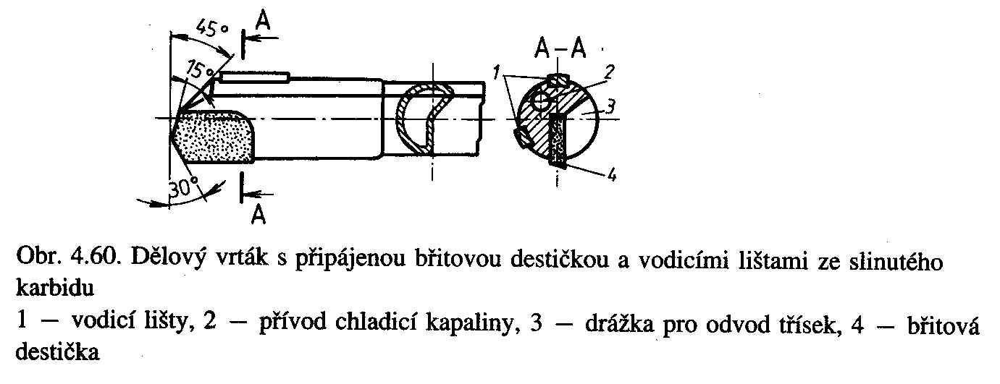 45°
A
15°
A–A
1
2
3
4
30°
A
Obr. 4.60. Dělový vrták s připájenou břitovou destičkou a vodicími lištami ze slinutého
karbidu
1 — vodicí lišty, 2 — přívod chladicí kapaliny, 3 — drážka pro odvod třísek, 4 — břitová
destička